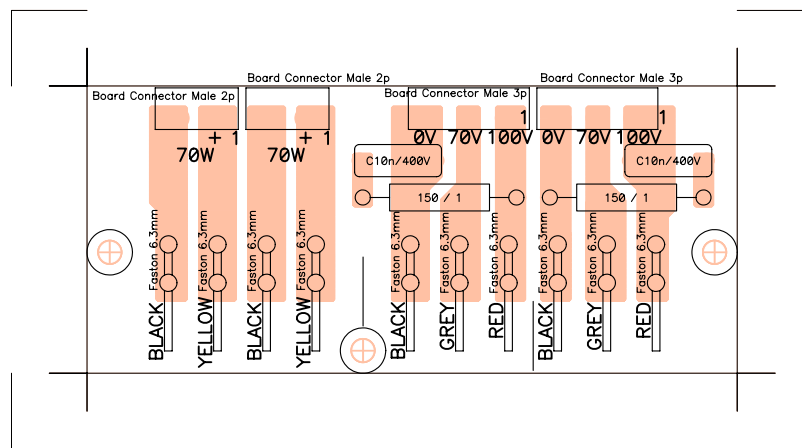 Board Connector Male 2p
Board Connector Male 3p
Board Connector Male 2p
Board Connector Male 3p
1
1
+ 1
+ 1
0V 70V 100V
0V 70V 100V
70W
70W
C10n/400V
C10n/400V
150 / 1
150 / 1
Faston 6.3mm
Faston 6.3mm
Faston 6.3mm
Faston 6.3mm
Faston 6.3mm
Faston 6.3mm
Faston 6.3mm
Faston 6.3mm
Faston 6.3mm
Faston 6.3mm
BLACK
YELLOW
BLACK
YELLOW
BLACK
GREY
RED
BLACK
GREY
RED